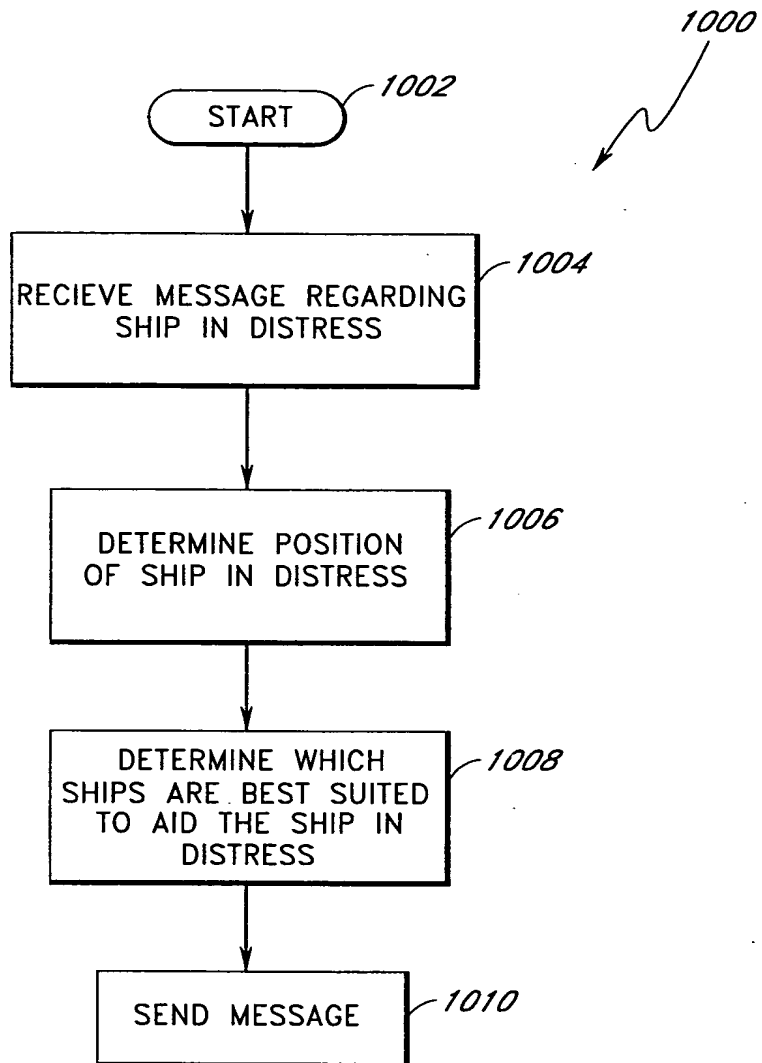 1000
START
1002
RECIEVE MESSAGE REGARDING
SHIP IN DISTRESS
1004
DETERMINE POSITION
OF SHIP IN DISTRESS
1006
DETERMINE WHICH
SHIPS ARE BEST SUITED
TO AID THE SHIP IN
DISTRESS
1008
SEND MESSAGE
1010